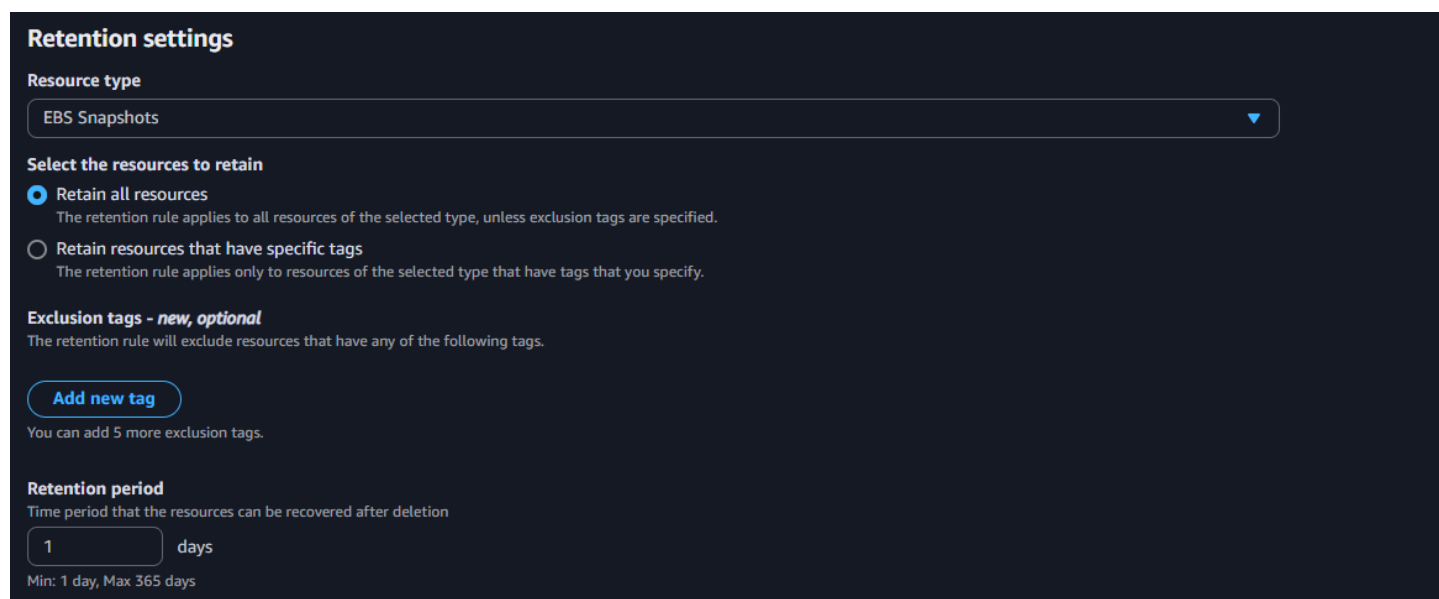 Retention settings
Resource type
EBS Snapshots
Select the resources to retain
Retain all resources
The retention rule applies to all resources of the selected type, unless exclusion tags are specified.
Retain resources that have specific tags
The retention rule applies only to resources of the selected type that have tags that you specify.
Exclusion tags - new, optional
The retention rule will exclude resources that have any of the following tags.
Add new tag
You can add 5 more exclusion tags.
Retention period
Time period that the resources can be recovered after deletion
1 days
Min: 1 day, Max 365 days